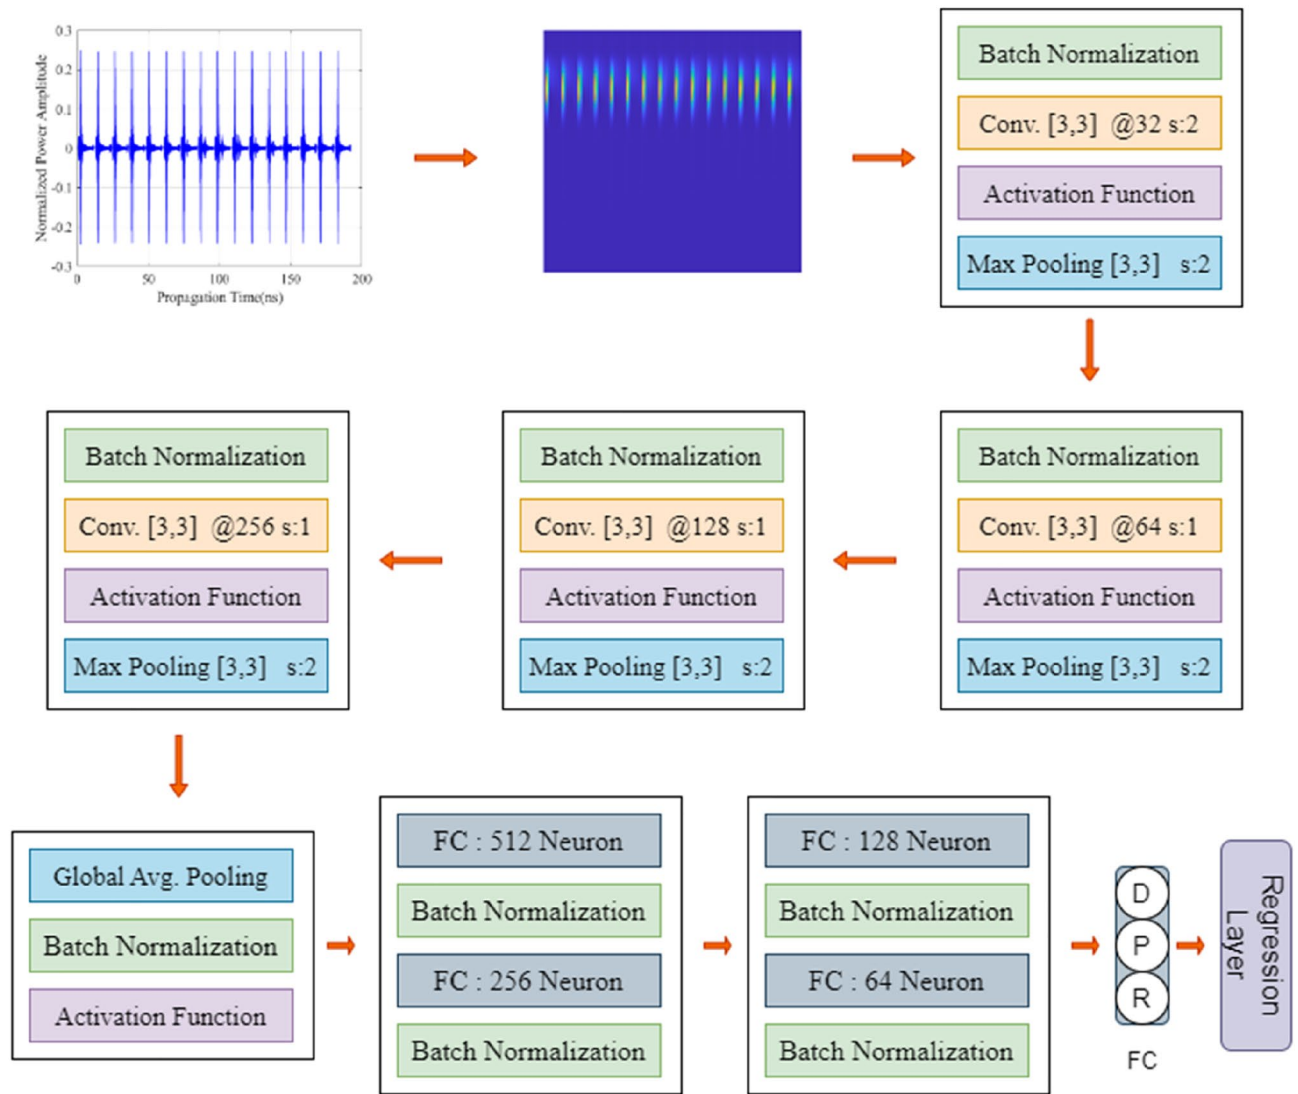 Normalized Power Amplitude
0.3
0.2
0.1
0
-0.1
-0.2
-0.3
0 50 100 150 200
Propagation Time(ns)
Batch Normalization
Conv. [3,3] @32 s:2
Activation Function
Max Pooling [3,3] s:2
Batch Normalization
Conv. [3,3] @64 s:1
Activation Function
Max Pooling [3,3] s:2
Batch Normalization
Conv. [3,3] @128 s:1
Activation Function
Max Pooling [3,3] s:2
Batch Normalization
Conv. [3,3] @256 s:1
Activation Function
Max Pooling [3,3] s:2
Global Avg. Pooling
Batch Normalization
Activation Function
FC : 512 Neuron
Batch Normalization
FC : 256 Neuron
Batch Normalization
FC : 128 Neuron
Batch Normalization
FC : 64 Neuron
Batch Normalization
D
P
R
FC
Regression
Layer